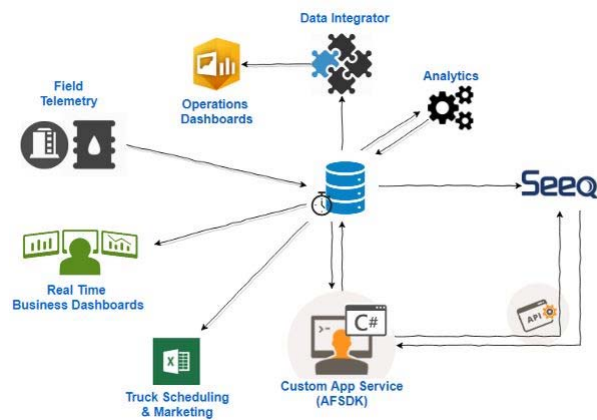 Data Integrator
Operations
Dashboards
Analytics
Field
Telemetry
Seeq
Real Time
Business Dashboards
>-
C#
API
X
Truck Scheduling
& Marketing
Custom App Service
(AFSDK)